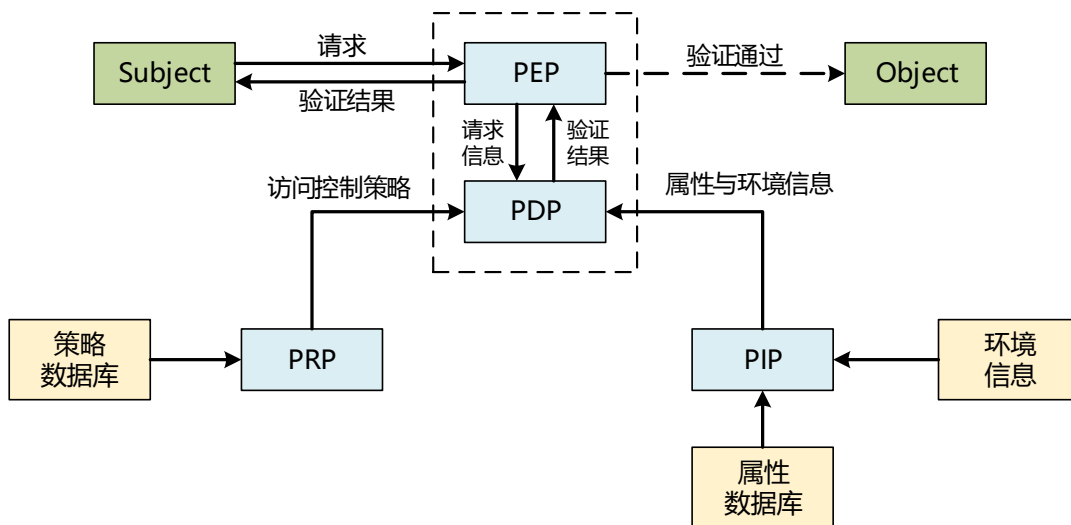 请求
Subject
PEP
验证通过
Object
验证结果
请求
信息
验证
结果
访问控制策略
PDP
属性与环境信息
策略
数据库
PRP
PIP
环境
信息
属性
数据库